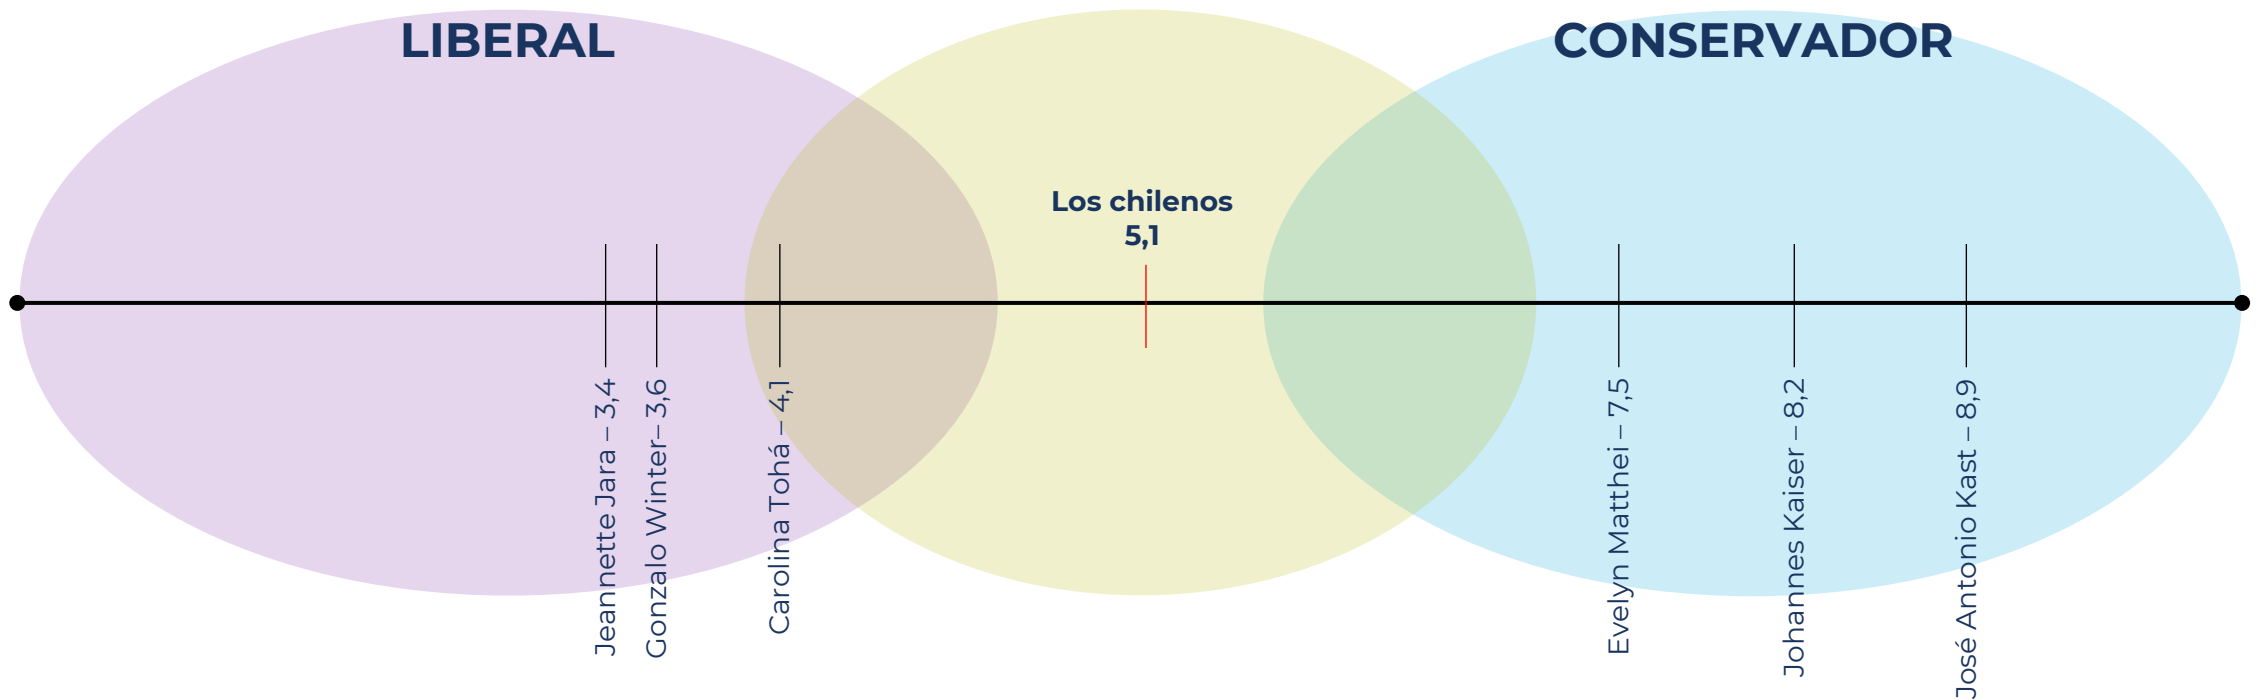 LIBERAL
CONSERVADOR
Los chilenos
5,1
Jeannette Jara – 3,4
Gonzalo Winter– 3,6
Carolina Tohá – 4,1
Evelyn Matthei – 7,5
Johannes Kaiser – 8,2
José Antonio Kast – 8,9